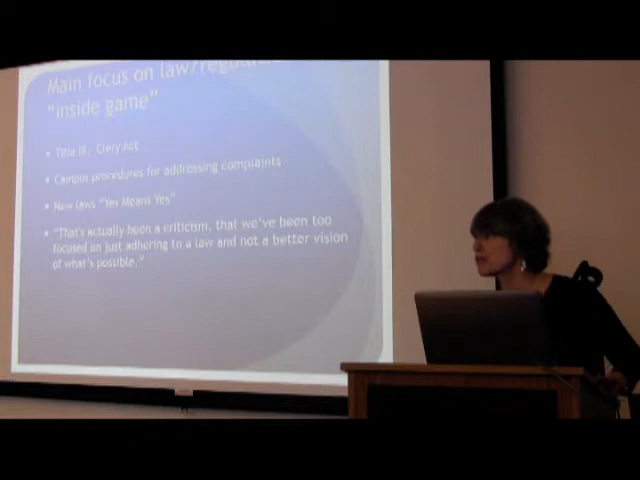 Main focus on law/regulat
"inside game"
• Title IX, Clery Act
• Campus procedures for addressing complaints
• New laws "Yes Means Yes"
• "That's actually been a criticism, that we've been too
focused on just adhering to a law and not a better vision
of what's possible."